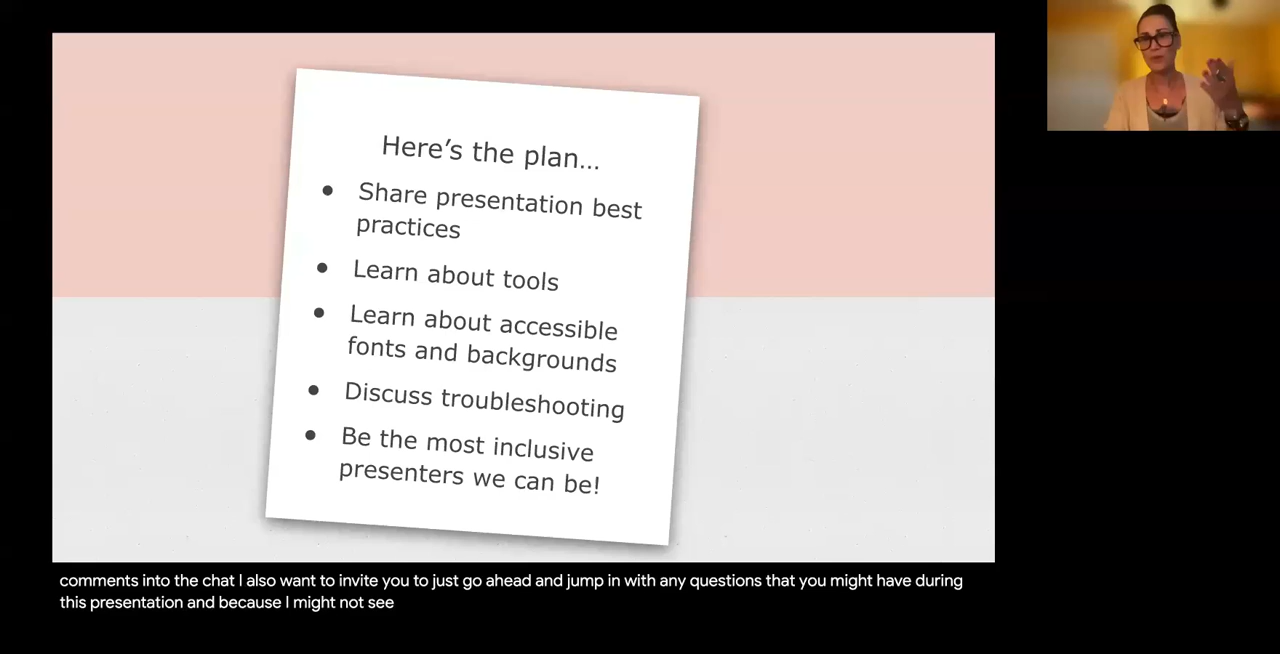 Here’s the plan...
● Share presentation best
practices
● Learn about tools
● Learn about accessible
fonts and backgrounds
● Discuss troubleshooting
● Be the most inclusive
presenters we can be!
comments into the chat I also want to invite you to just go ahead and jump in with any questions that you might have during
this presentation and because I might not see